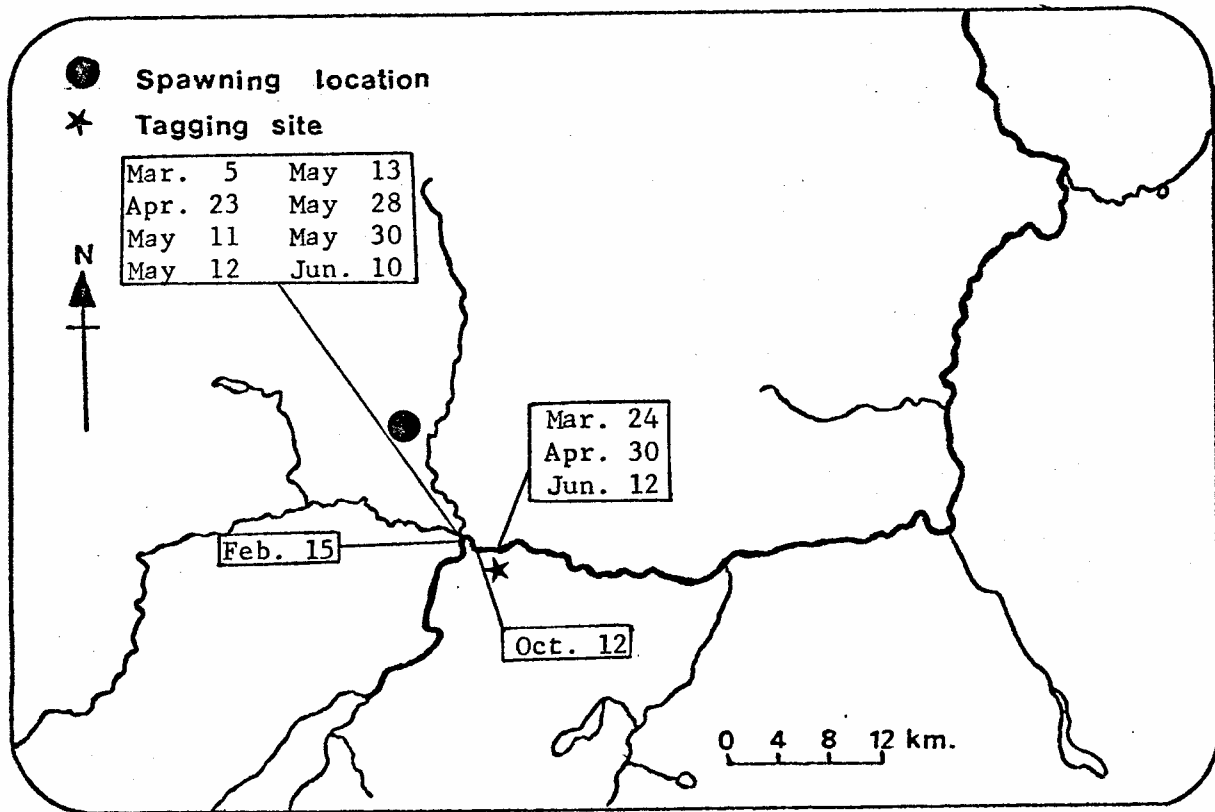 Spawning location
Tagging site
Mar. 5 May 13
Apr. 23 May 28
May 11 May 30
May 12 Jun. 10
N
Mar. 24
Apr. 30
Jun. 12
Feb. 15
Oct. 12
0 4 8 12 km.